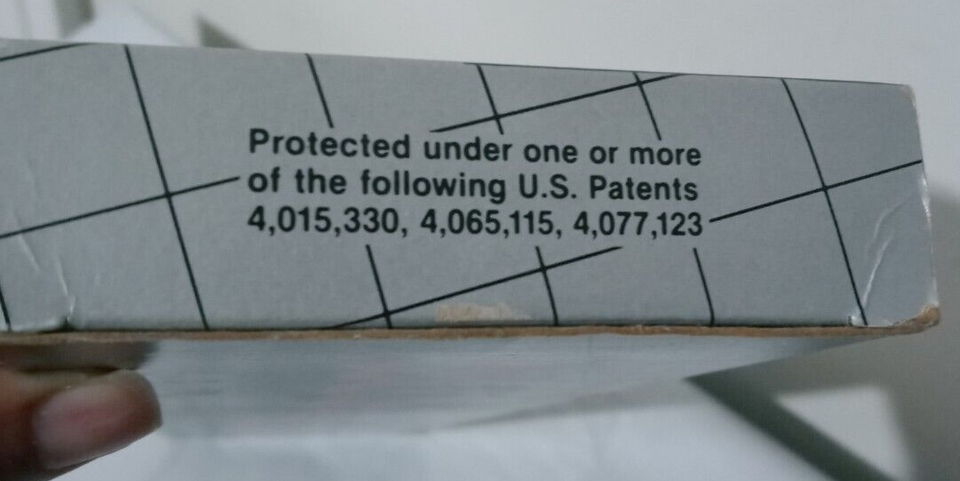 Protected under one or more
of the following U.S. Patents
4,015,330, 4,065,115, 4,077,123